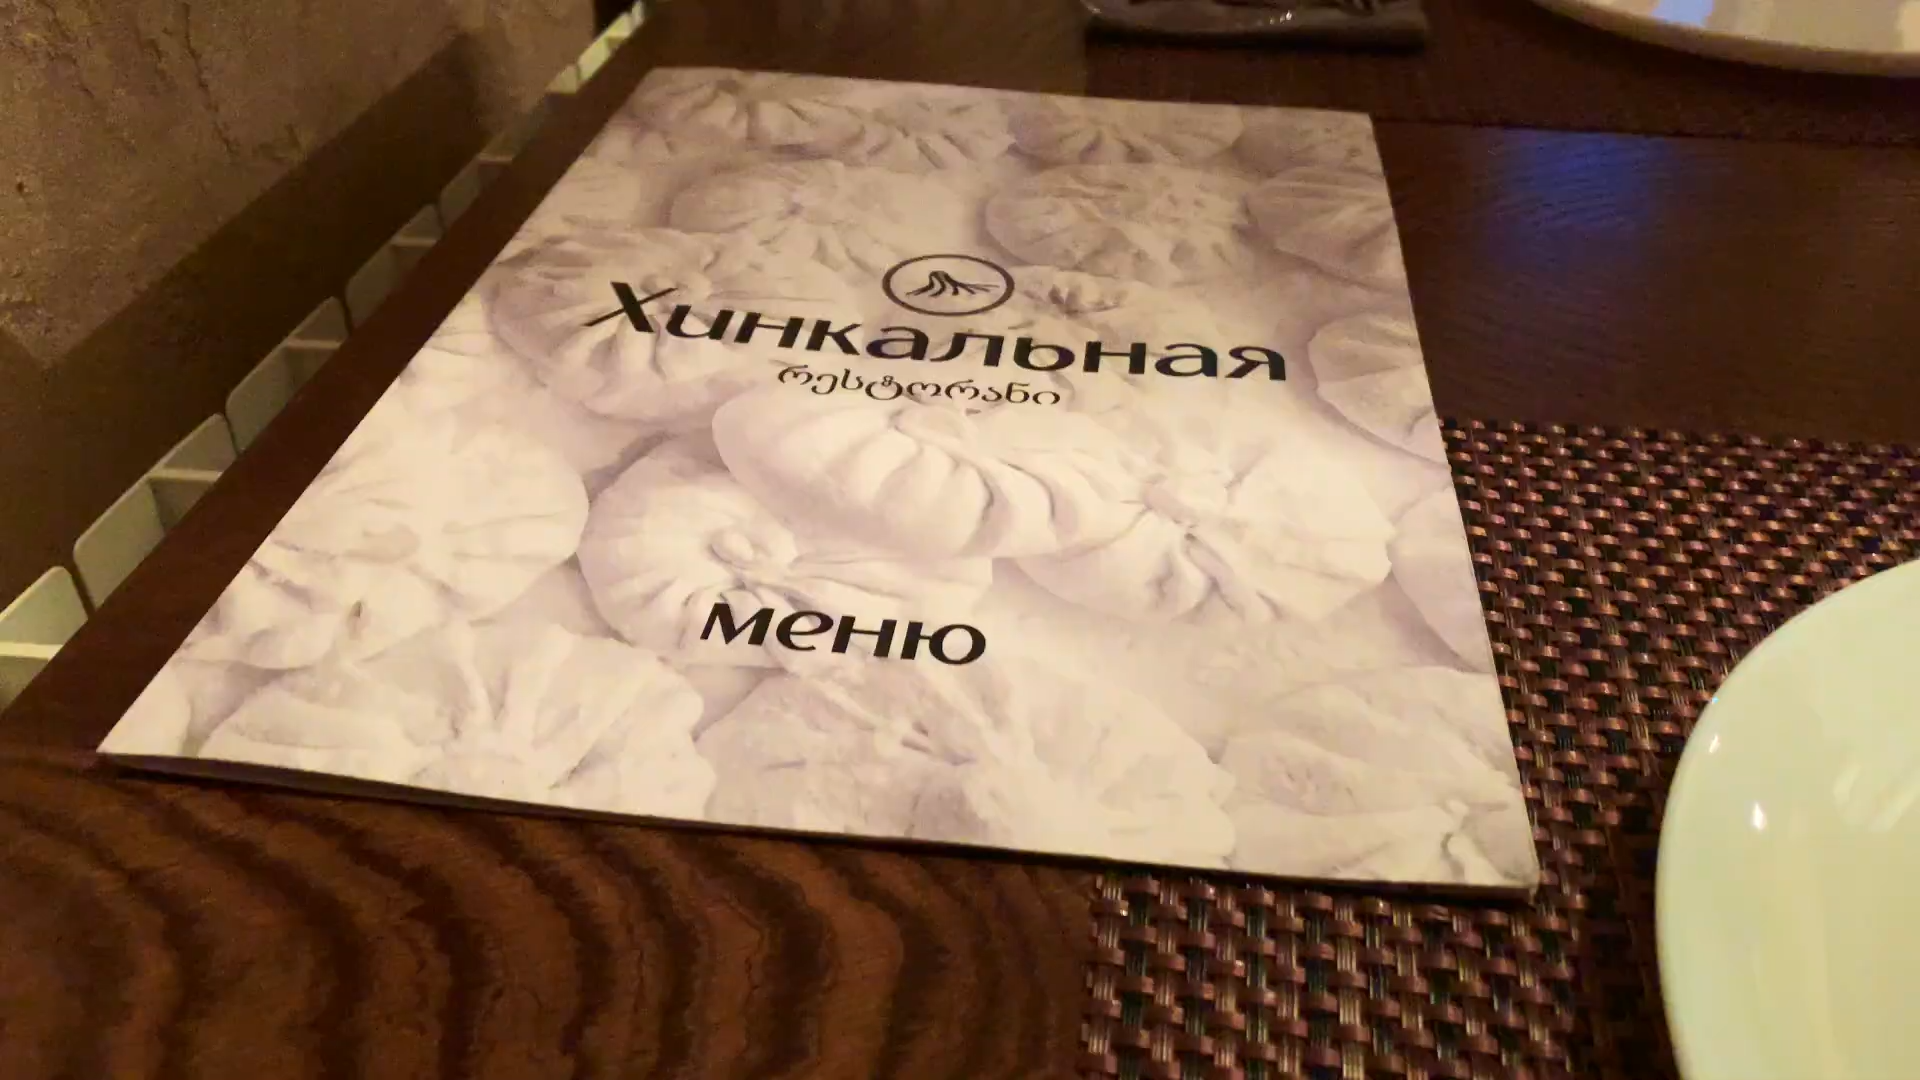 Хинкальная
რესტორანი
меню